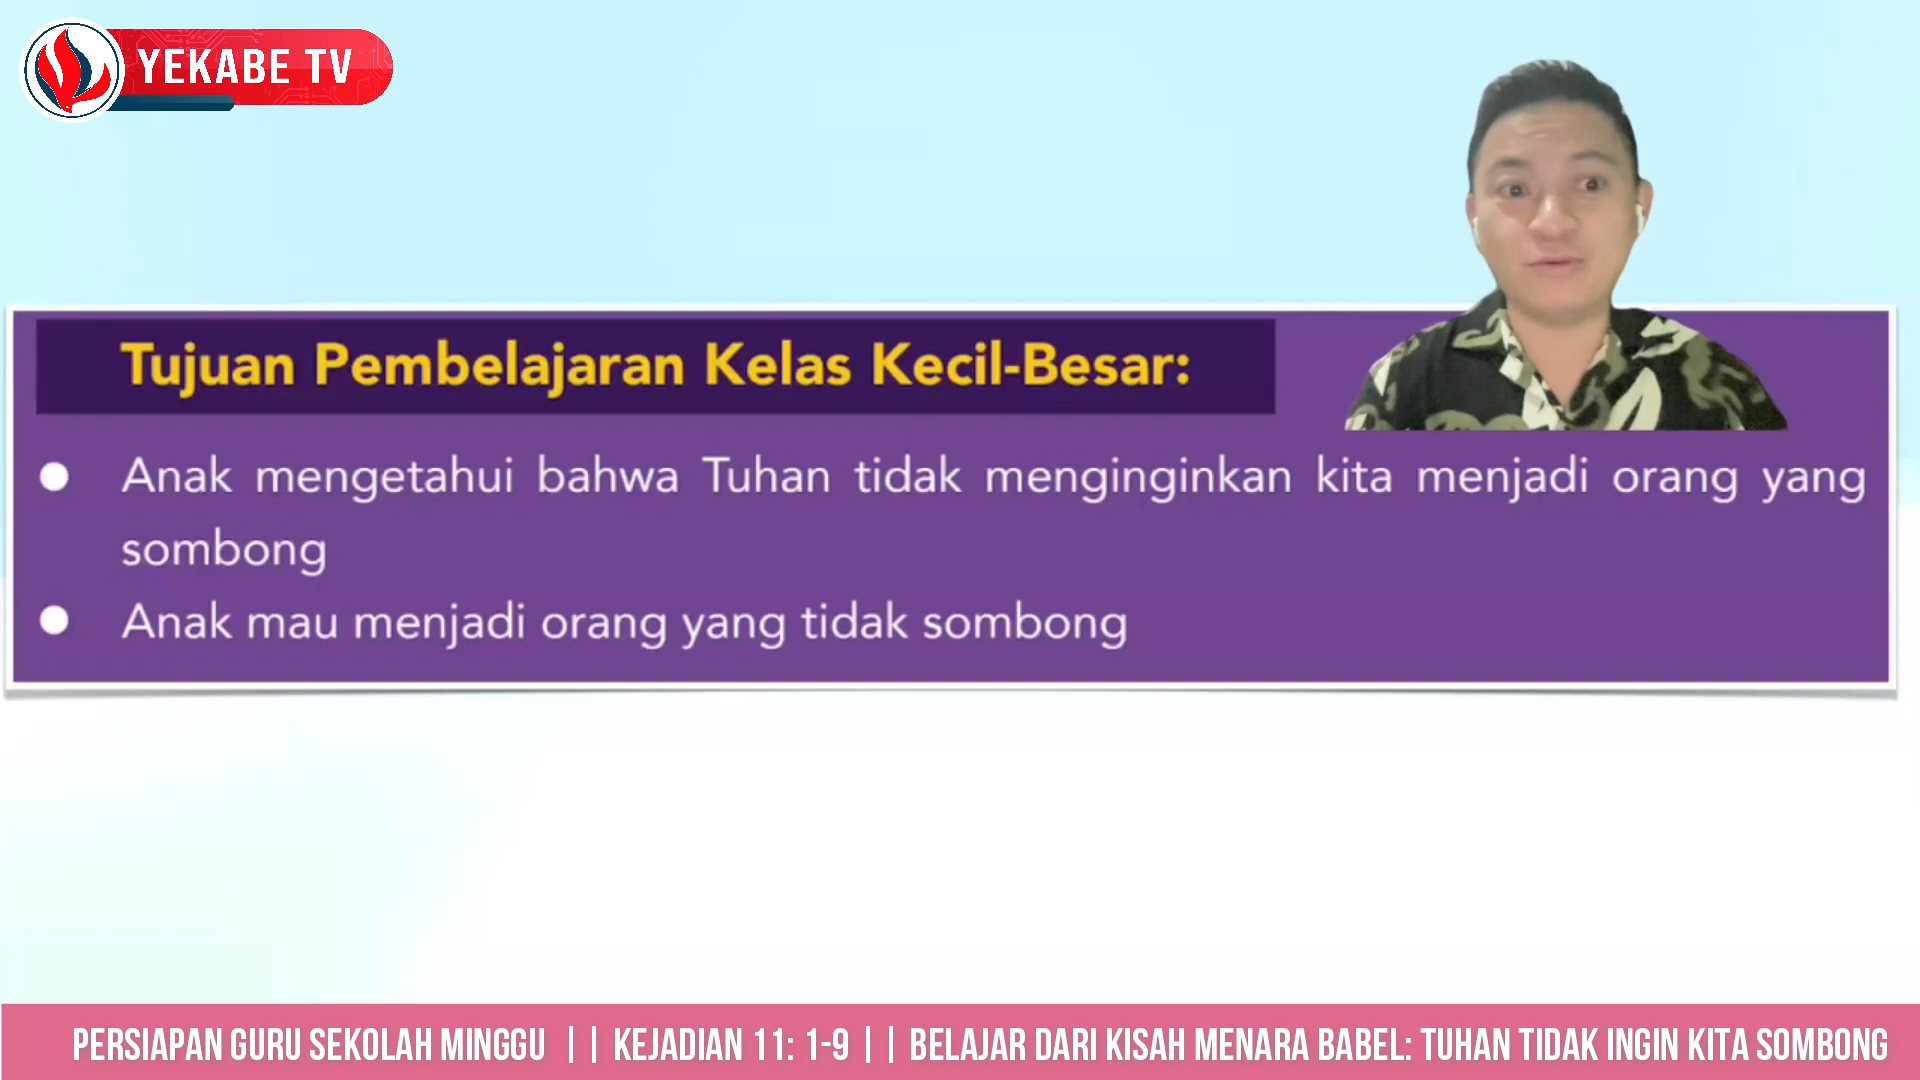 YEKABE TV
Tujuan Pembelajaran Kelas Kecil-Besar:
● Anak mengetahui bahwa Tuhan tidak menginginkan kita menjadi orang yang
sombong
● Anak mau menjadi orang yang tidak sombong
PERSIAPAN GURU SEKOLAH MINGGU || KEJADIAN 11: 1-9 || BELAJAR DARI KISAH MENARA BABEL: TUHAN TIDAK INGIN KITA SOMBONG